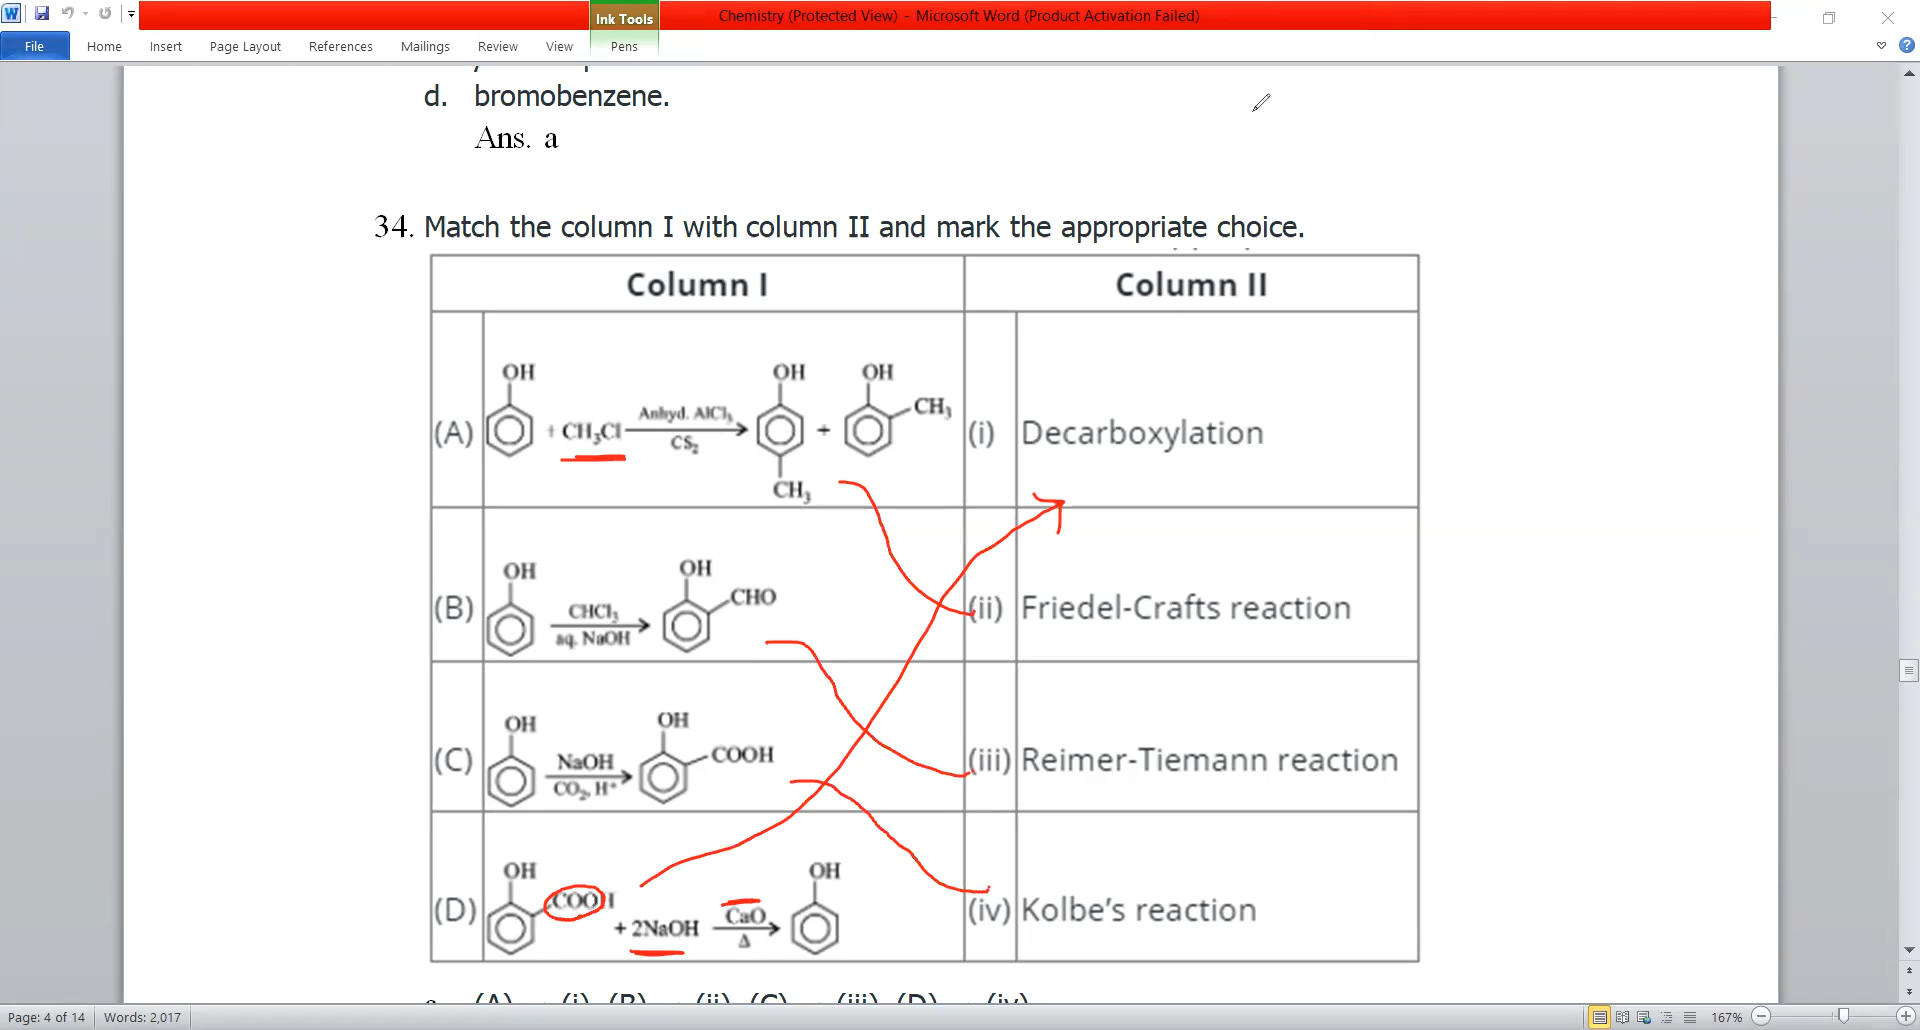 Chemistry (Protected View) - Microsoft Word (Product Activation Failed)
Ink Tools
File Home Insert Page Layout References Mailings Review View Pens
d. bromobenzene.
Ans. a
34. Match the column I with column II and mark the appropriate choice.
Column I Column II
(A) OH + CH₃Cl Anhyd. AlCl₃ CS₂ OH CH₃ + OH CH₃ (i) Decarboxylation
(B) OH CHCl₃ aq. NaOH OH CHO (ii) Friedel-Crafts reaction
(C) OH NaOH CO₂, H⁺ OH COOH (iii) Reimer-Tiemann reaction
(D) OH COOH + 2NaOH CaO Δ OH (iv) Kolbe's reaction
(A) (i) (B) (ii) (C) (iii) (D) (iv)
Page: 4 of 14 Words: 2,017 167%